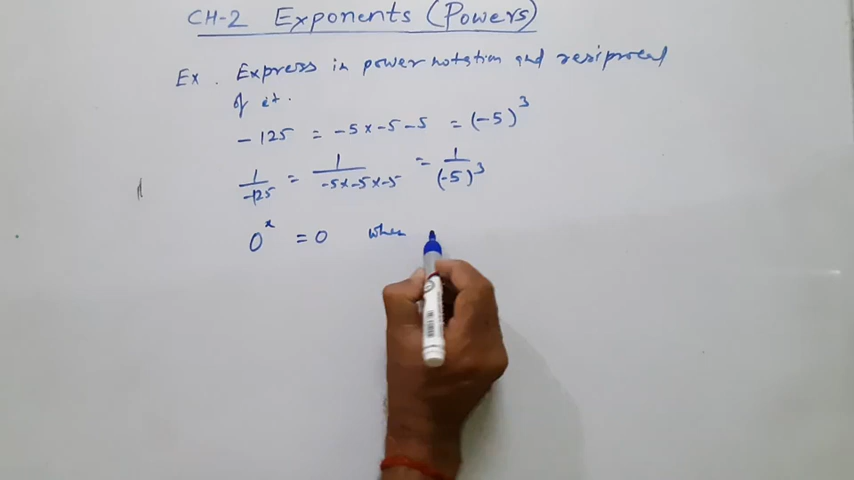 CH-2 Exponents (Powers)
Ex. Express in power notation and resiprocal
of it.
-125 = -5x-5-5 = (-5)^3
1/-125 = 1/-5x-5x-5 = 1/(-5)^3
0^x = 0 when